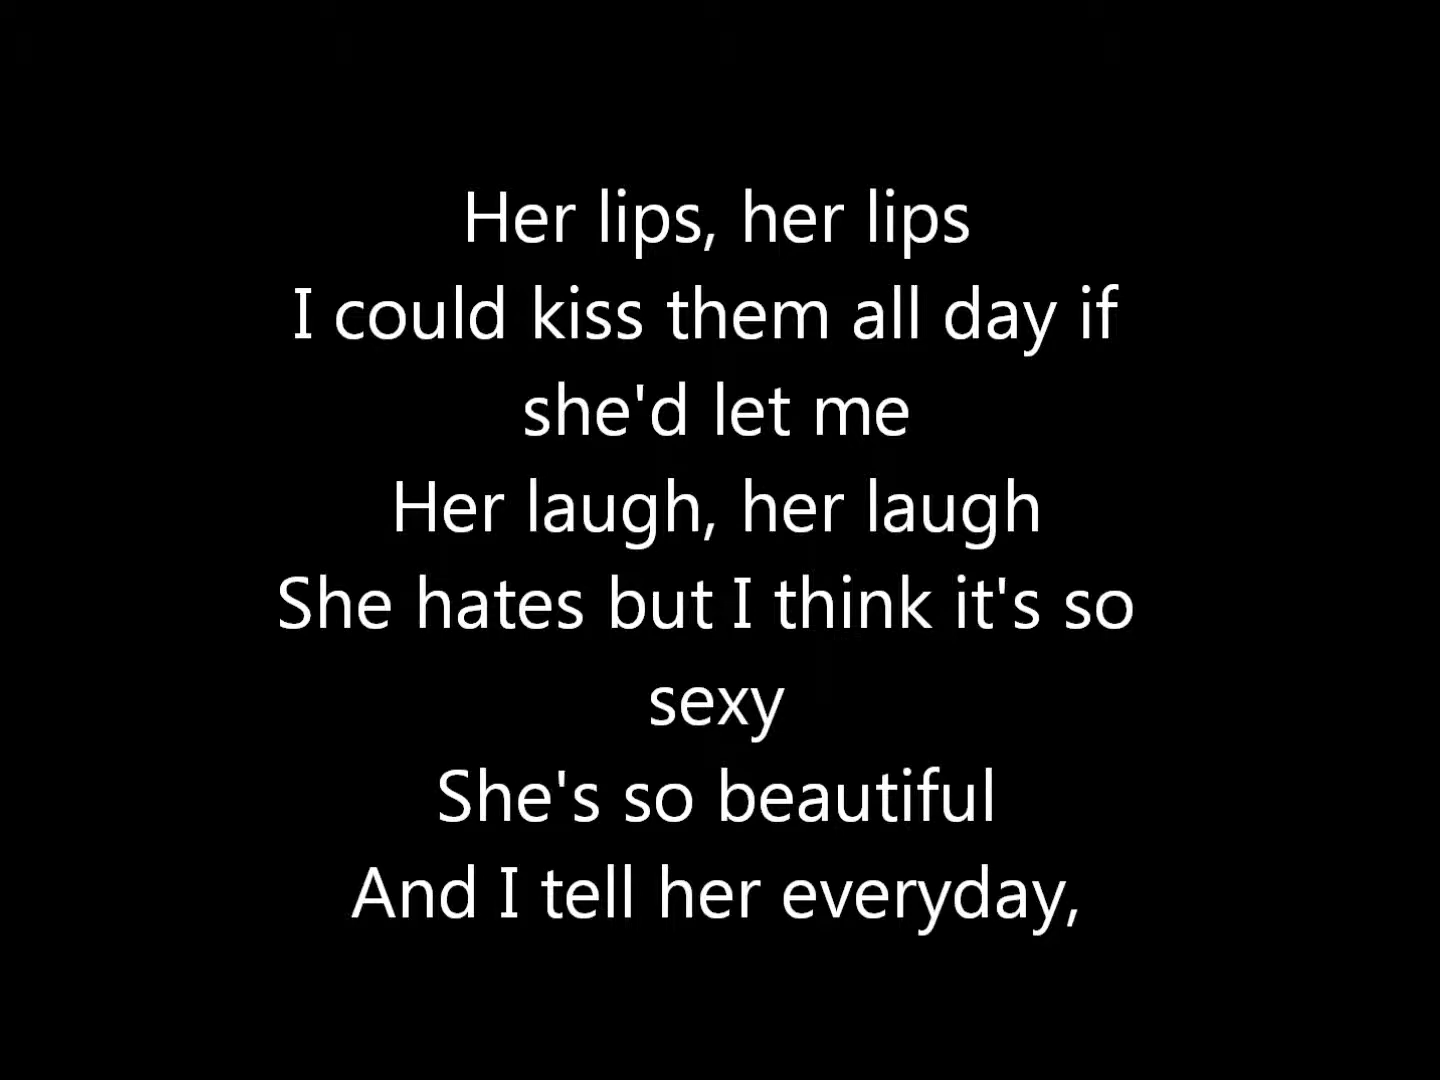 Her lips, her lips
I could kiss them all day if
she'd let me
Her laugh, her laugh
She hates but I think it's so
sexy
She's so beautiful
And I tell her everyday,